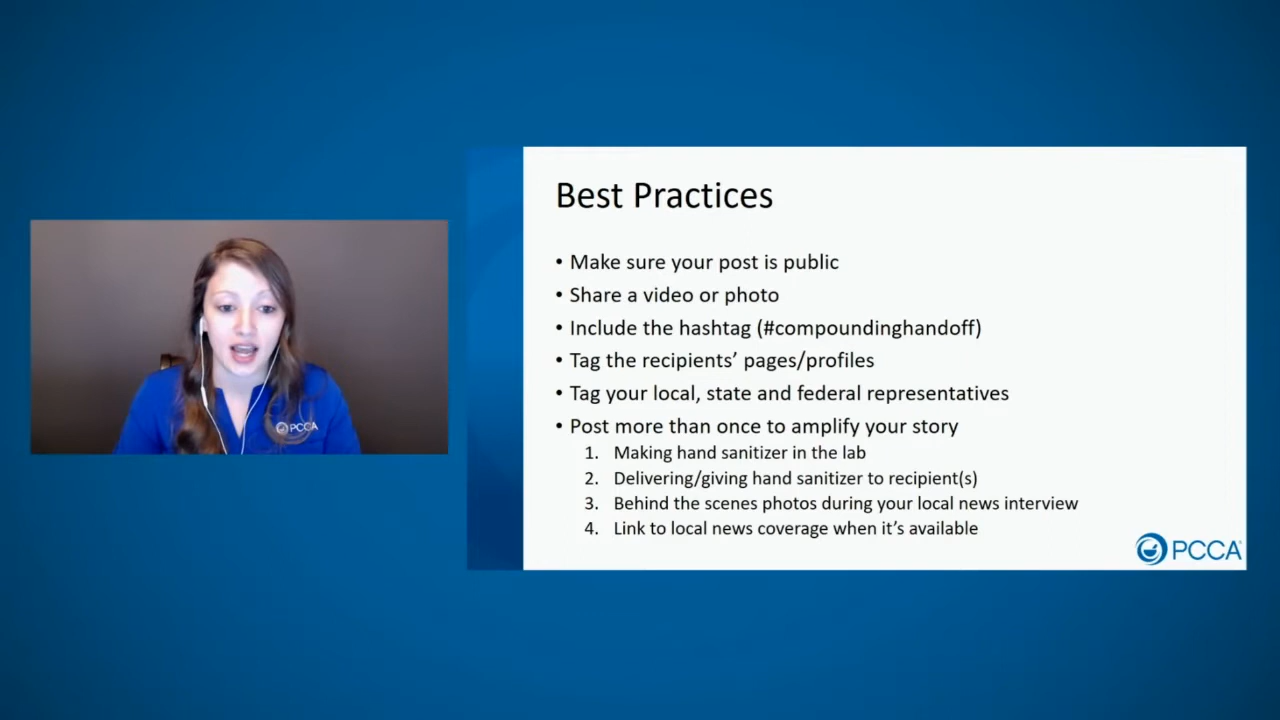 PCCA
Best Practices
• Make sure your post is public
• Share a video or photo
• Include the hashtag (#compoundinghandoff)
• Tag the recipients’ pages/profiles
• Tag your local, state and federal representatives
• Post more than once to amplify your story
1. Making hand sanitizer in the lab
2. Delivering/giving hand sanitizer to recipient(s)
3. Behind the scenes photos during your local news interview
4. Link to local news coverage when it’s available
PCCA